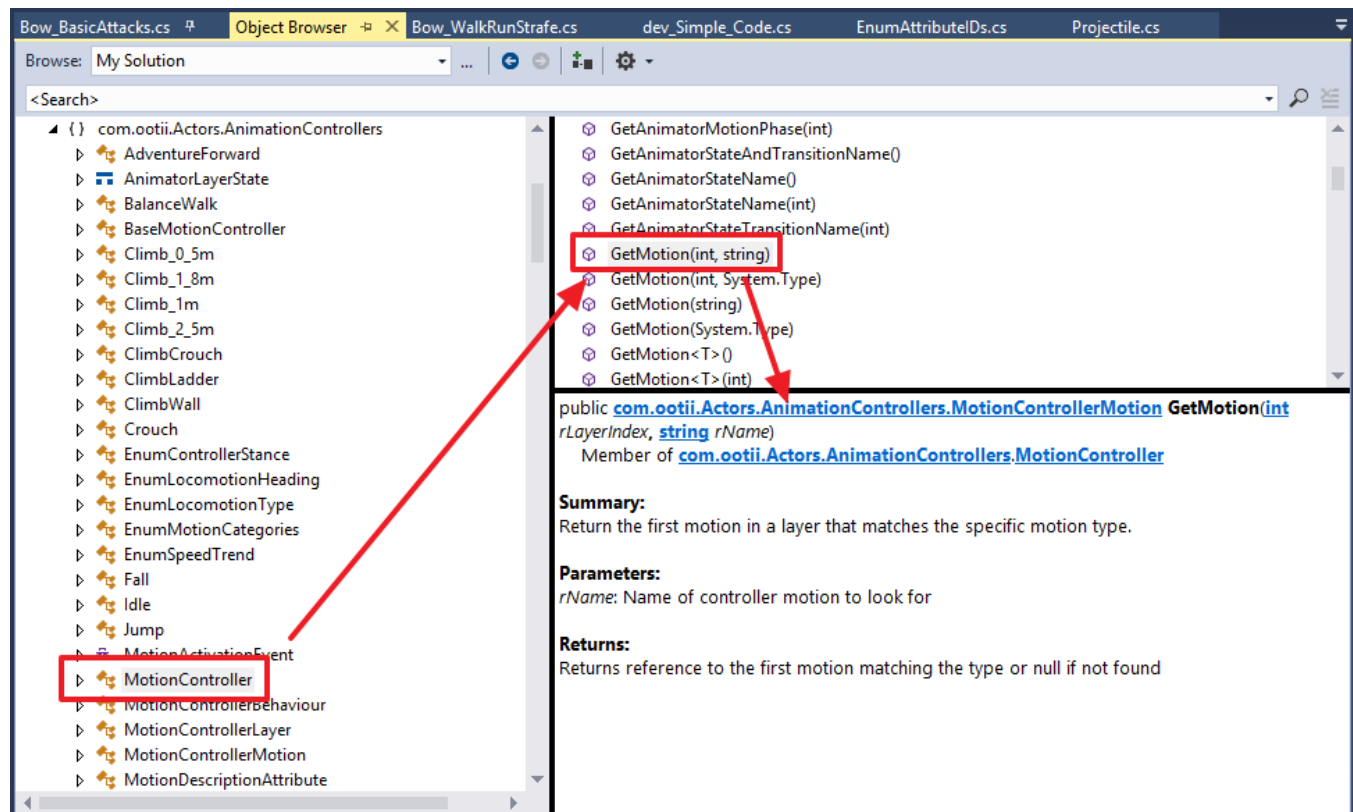 Bow_BasicAttacks.cs
Object Browser
Bow_WalkRunStrafe.cs
dev_Simple_Code.cs
EnumAttributeIDs.cs
Projectile.cs
Browse: My Solution
...
<Search>
{ } com.ootii.Actors.AnimationControllers
AdventureForward
AnimatorLayerState
BalanceWalk
BaseMotionController
Climb_0_5m
Climb_1_8m
Climb_1m
Climb_2_5m
ClimbCrouch
ClimbLadder
ClimbWall
Crouch
EnumControllerStance
EnumLocomotionHeading
EnumLocomotionType
EnumMotionCategories
EnumSpeedTrend
Fall
Idle
Jump
MotionActivationEvent
MotionController
MotionControllerBehaviour
MotionControllerLayer
MotionControllerMotion
MotionDescriptionAttribute
GetAnimatorMotionPhase(int)
GetAnimatorStateAndTransitionName()
GetAnimatorStateName()
GetAnimatorStateName(int)
GetAnimatorStateTransitionName(int)
GetMotion(int, string)
GetMotion(int, System.Type)
GetMotion(string)
GetMotion(System.Type)
GetMotion<T>()
GetMotion<T>(int)
public com.ootii.Actors.AnimationControllers.MotionControllerMotion GetMotion(int
rLayerIndex, string rName)
Member of com.ootii.Actors.AnimationControllers.MotionController
Summary:
Return the first motion in a layer that matches the specific motion type.
Parameters:
rName: Name of controller motion to look for
Returns:
Returns reference to the first motion matching the type or null if not found